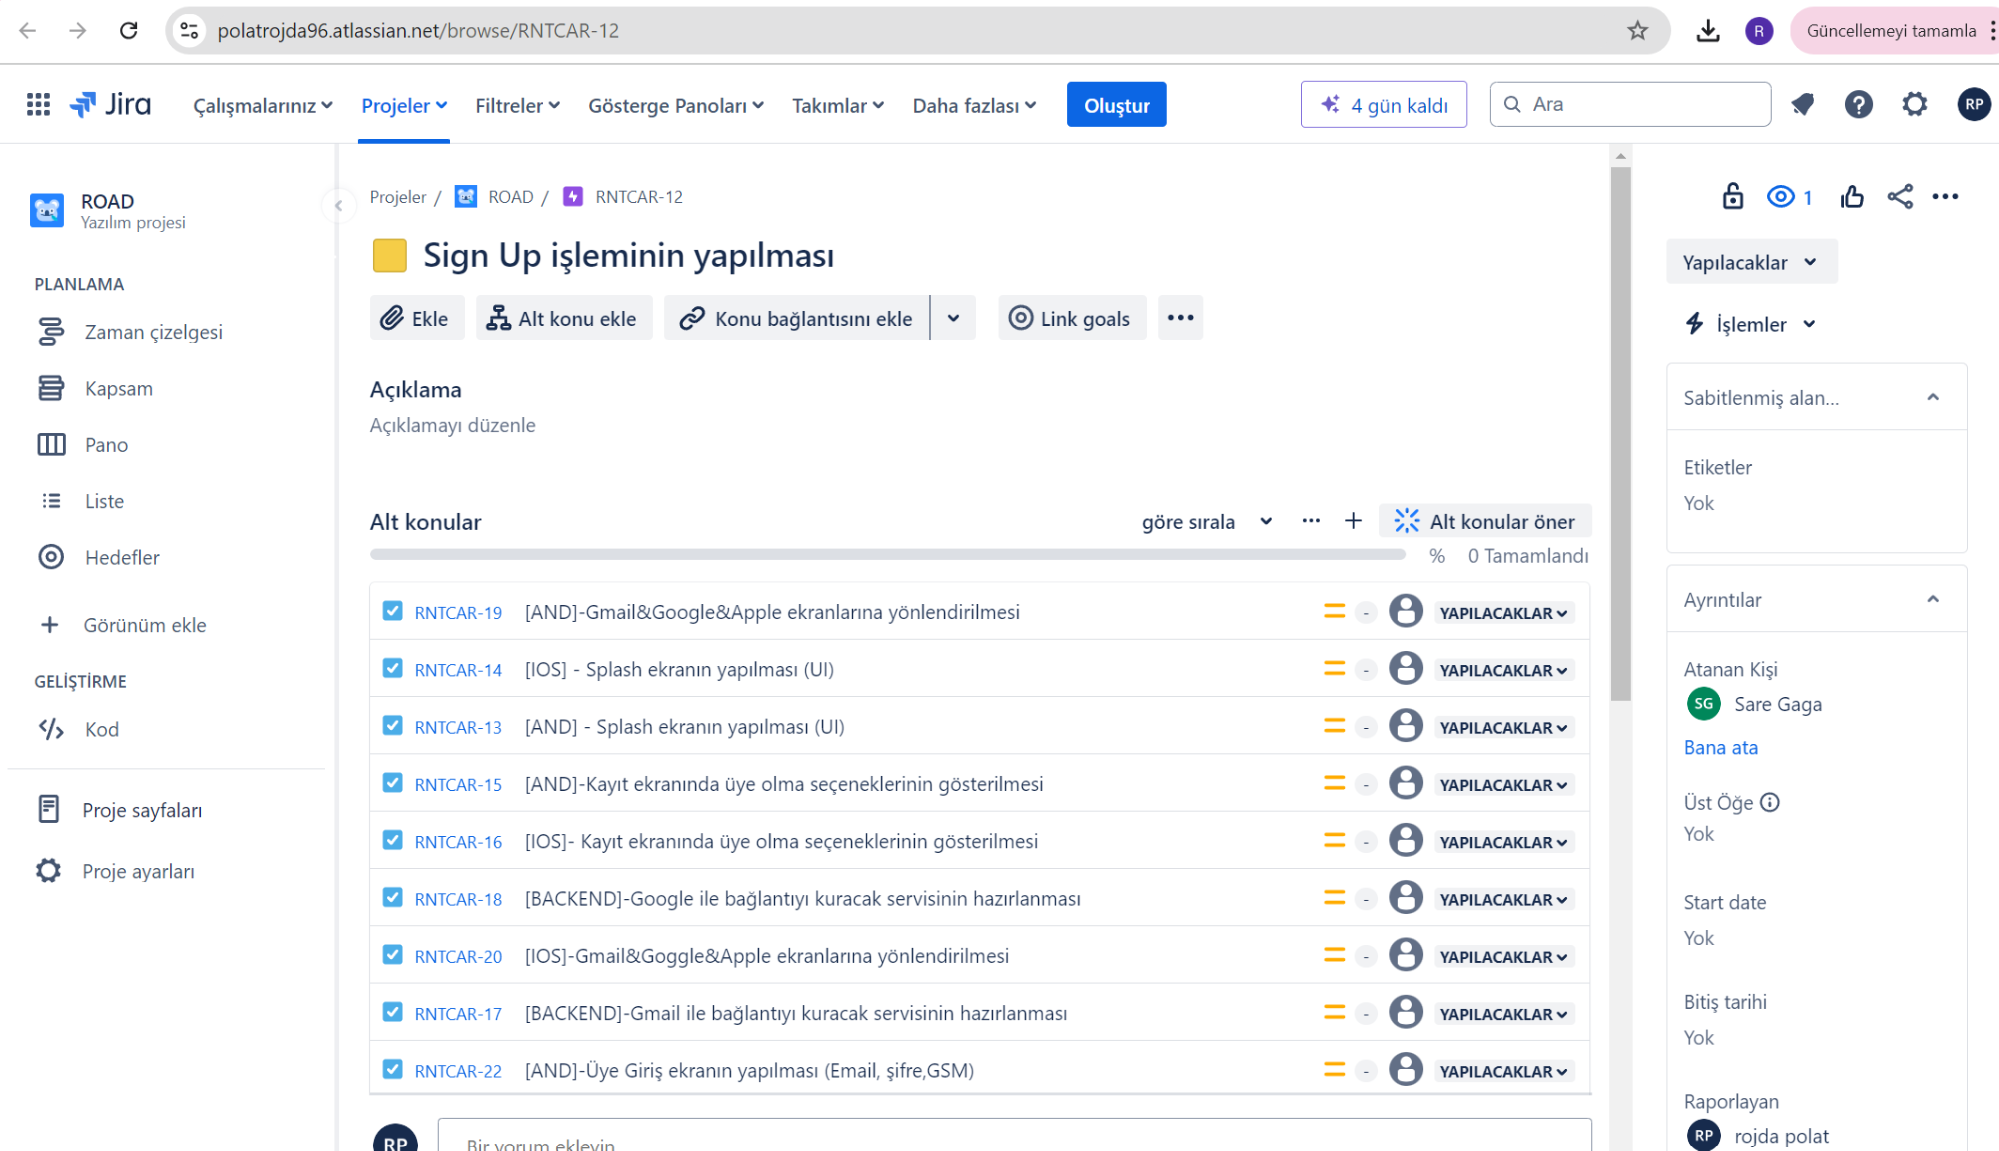 polatrojda96.atlassian.net/browse/RNTCAR-12
R
Güncellemeyi tamamla
Jira
Çalışmalarınız
Projeler
Filtreler
Gösterge Panoları
Takımlar
Daha fazlası
Oluştur
4 gün kaldı
Ara
RP
ROAD
Yazılım projesi
PLANLAMA
Zaman çizelgesi
Kapsam
Pano
Liste
Hedefler
Görünüm ekle
GELİŞTİRME
Kod
Proje sayfaları
Proje ayarları
Projeler / ROAD / RNTCAR-12
Sign Up işleminin yapılması
Ekle
Alt konu ekle
Konu bağlantısını ekle
Link goals
Açıklama
Açıklamayı düzenle
Alt konular
göre sırala
Alt konular öner
% 0 Tamamlandı
RNTCAR-19 [AND]-Gmail&Google&Apple ekranlarına yönlendirilmesi - YAPILACAKLAR
RNTCAR-14 [IOS] - Splash ekranın yapılması (UI) - YAPILACAKLAR
RNTCAR-13 [AND] - Splash ekranın yapılması (UI) - YAPILACAKLAR
RNTCAR-15 [AND]-Kayıt ekranında üye olma seçeneklerinin gösterilmesi - YAPILACAKLAR
RNTCAR-16 [IOS]- Kayıt ekranında üye olma seçeneklerinin gösterilmesi - YAPILACAKLAR
RNTCAR-18 [BACKEND]-Google ile bağlantıyı kuracak servisinin hazırlanması - YAPILACAKLAR
RNTCAR-20 [IOS]-Gmail&Goggle&Apple ekranlarına yönlendirilmesi - YAPILACAKLAR
RNTCAR-17 [BACKEND]-Gmail ile bağlantıyı kuracak servisinin hazırlanması - YAPILACAKLAR
RNTCAR-22 [AND]-Üye Giriş ekranın yapılması (Email, şifre,GSM) - YAPILACAKLAR
RP
Bir yorum ekleyin
1
Yapılacaklar
İşlemler
Sabitlenmiş alan...
Etiketler
Yok
Ayrıntılar
Atanan Kişi
SG Sare Gaga
Bana ata
Üst Öğe
Yok
Start date
Yok
Bitiş tarihi
Yok
Raporlayan
RP rojda polat